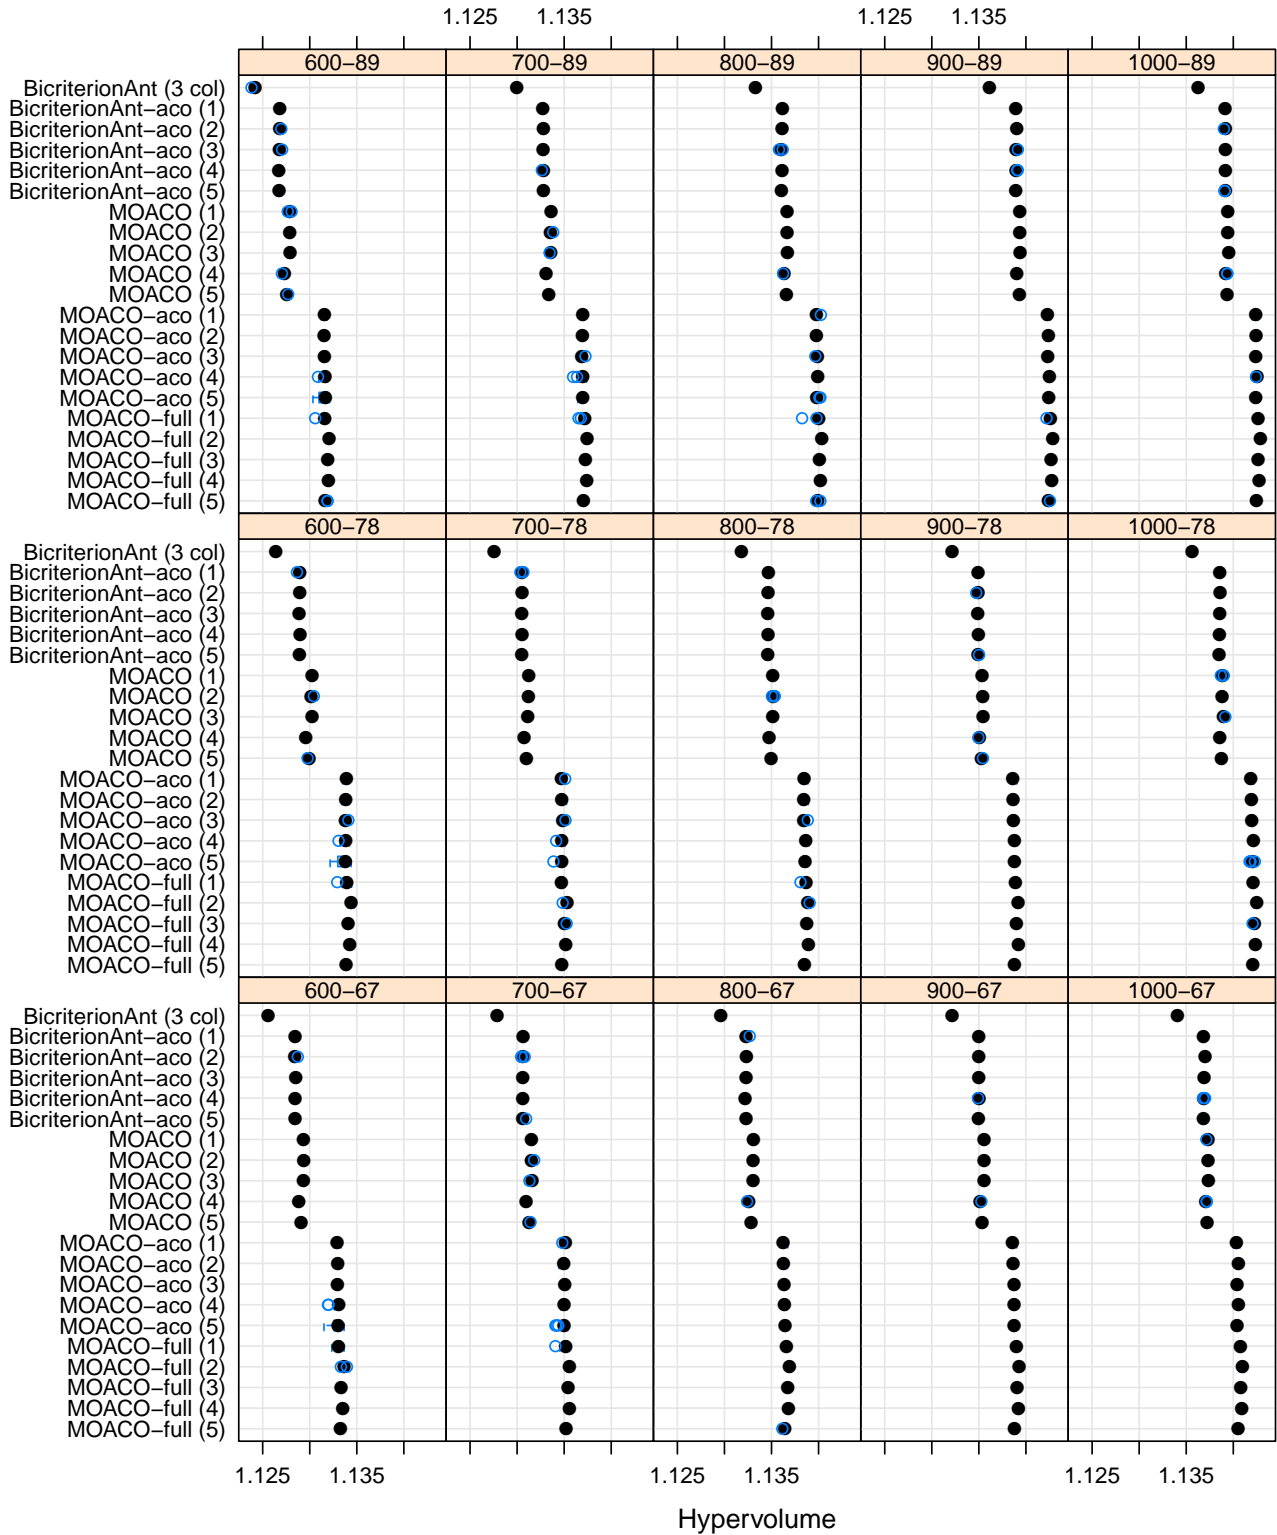 1.125 1.135 1.125 1.135
600−89 700−89 800−89 900−89 1000−89
BicriterionAnt (3 col)
BicriterionAnt−aco (1)
BicriterionAnt−aco (2)
BicriterionAnt−aco (3)
BicriterionAnt−aco (4)
BicriterionAnt−aco (5)
MOACO (1)
MOACO (2)
MOACO (3)
MOACO (4)
MOACO (5)
MOACO−aco (1)
MOACO−aco (2)
MOACO−aco (3)
MOACO−aco (4)
MOACO−aco (5)
MOACO−full (1)
MOACO−full (2)
MOACO−full (3)
MOACO−full (4)
MOACO−full (5)
600−78 700−78 800−78 900−78 1000−78
BicriterionAnt (3 col)
BicriterionAnt−aco (1)
BicriterionAnt−aco (2)
BicriterionAnt−aco (3)
BicriterionAnt−aco (4)
BicriterionAnt−aco (5)
MOACO (1)
MOACO (2)
MOACO (3)
MOACO (4)
MOACO (5)
MOACO−aco (1)
MOACO−aco (2)
MOACO−aco (3)
MOACO−aco (4)
MOACO−aco (5)
MOACO−full (1)
MOACO−full (2)
MOACO−full (3)
MOACO−full (4)
MOACO−full (5)
600−67 700−67 800−67 900−67 1000−67
BicriterionAnt (3 col)
BicriterionAnt−aco (1)
BicriterionAnt−aco (2)
BicriterionAnt−aco (3)
BicriterionAnt−aco (4)
BicriterionAnt−aco (5)
MOACO (1)
MOACO (2)
MOACO (3)
MOACO (4)
MOACO (5)
MOACO−aco (1)
MOACO−aco (2)
MOACO−aco (3)
MOACO−aco (4)
MOACO−aco (5)
MOACO−full (1)
MOACO−full (2)
MOACO−full (3)
MOACO−full (4)
MOACO−full (5)
1.125 1.135 1.125 1.135 1.125 1.135
Hypervolume